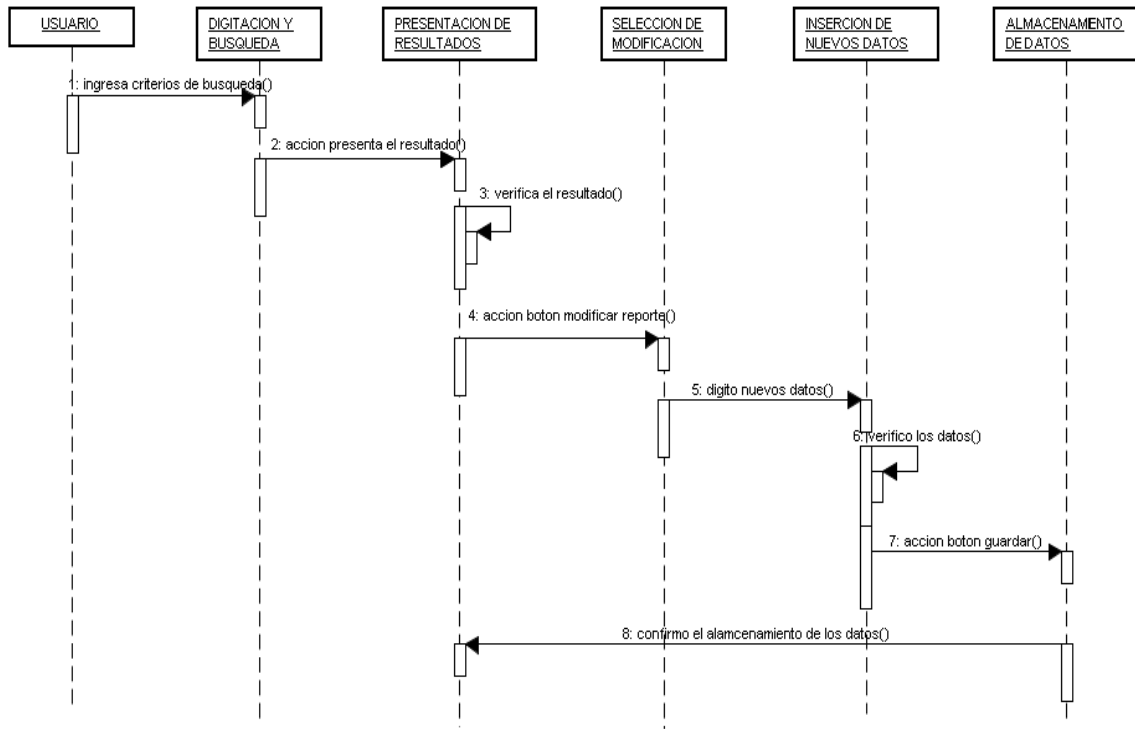 USUARIO
DIGITACION Y
BUSQUEDA
PRESENTACION DE
RESULTADOS
SELECCION DE
MODIFICACION
INSERCION DE
NUEVOS DATOS
ALMACENAMIENTO
DE DATOS
1: ingresa criterios de busqueda()
2: accion presenta el resultado()
3: verifica el resultado()
4: accion boton modificar reporte()
5: digito nuevos datos()
6: verifico los datos()
7: accion botón guardar()
8: confirmo el alamcenamiento de los datos()